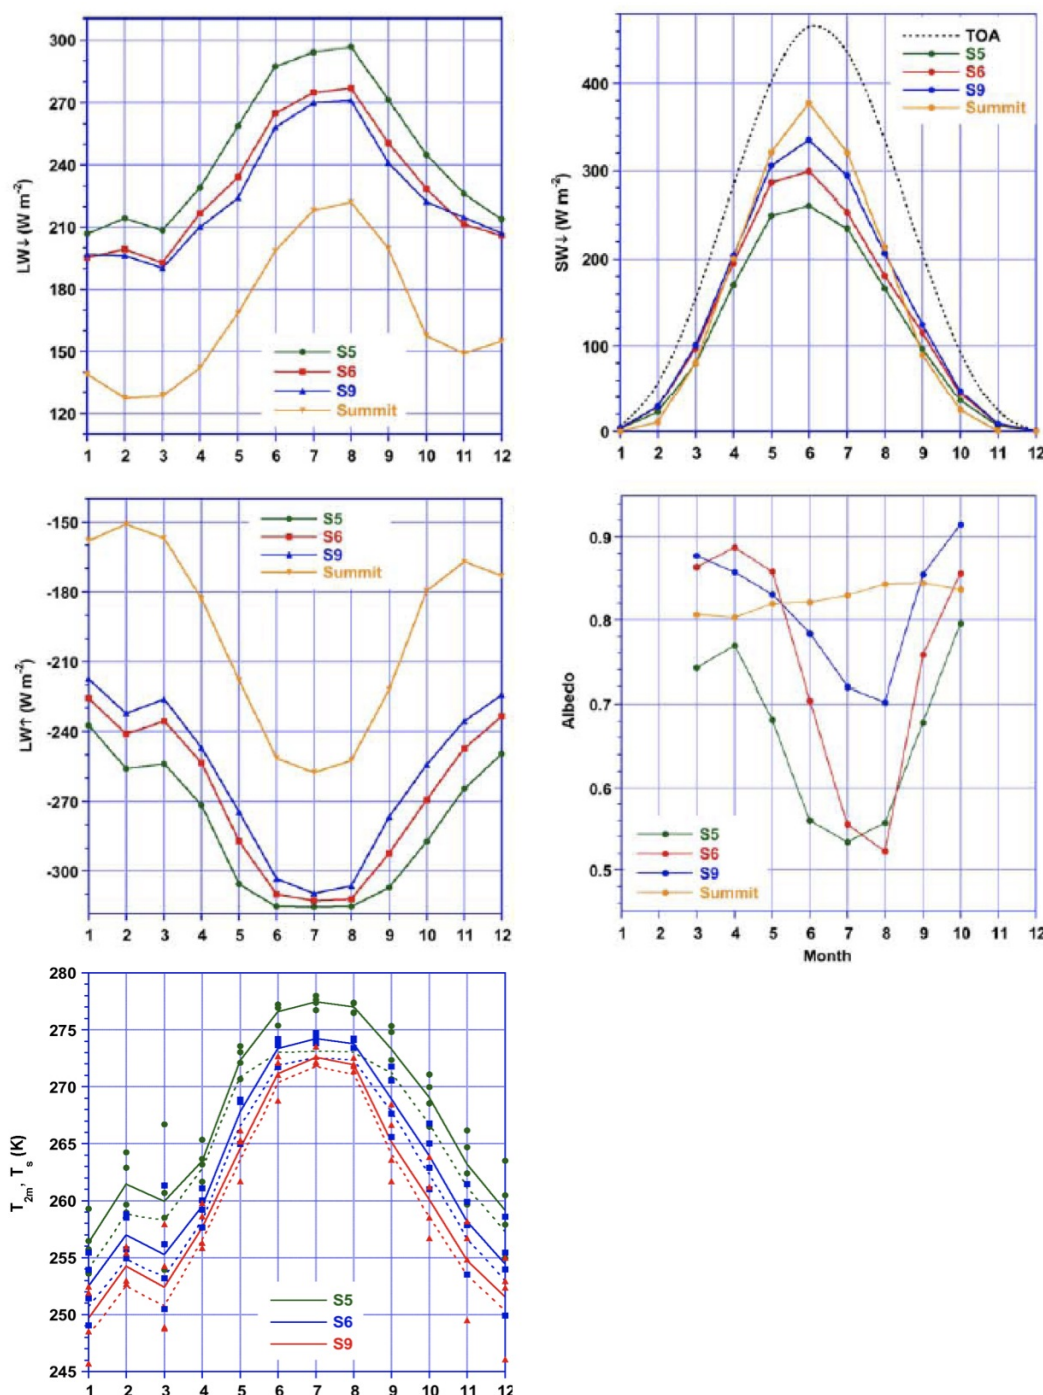 LW↓ (W m⁻²)
300
270
240
210
180
150
120
S5
S6
S9
Summit
1 2 3 4 5 6 7 8 9 10 11 12
SW↓ (W m⁻²)
400
300
200
100
0
TOA
S5
S6
S9
Summit
1 2 3 4 5 6 7 8 9 10 11 12
LW↑ (W m⁻²)
-150
-180
-210
-240
-270
-300
S5
S6
S9
Summit
1 2 3 4 5 6 7 8 9 10 11 12
Albedo
0.9
0.8
0.7
0.6
0.5
S5
S6
S9
Summit
1 2 3 4 5 6 7 8 9 10 11 12
Month
T2m, Ts (K)
280
275
270
265
260
255
250
245
S5
S6
S9
1 2 3 4 5 6 7 8 9 10 11 12